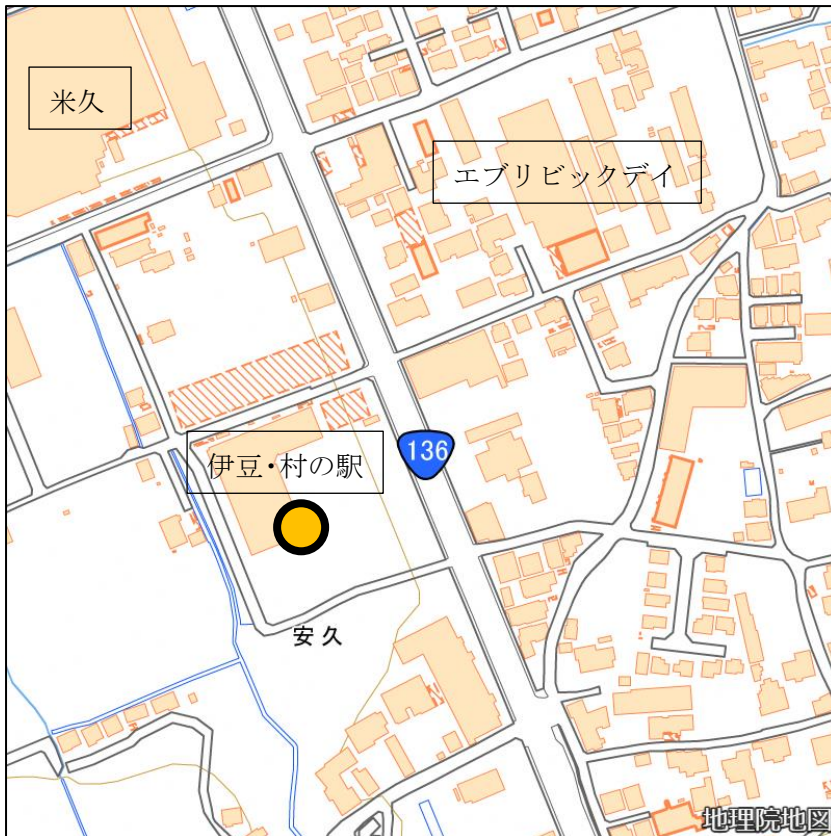 米久
エブリビックデイ
伊豆・村の駅
136
安久
地理院地図